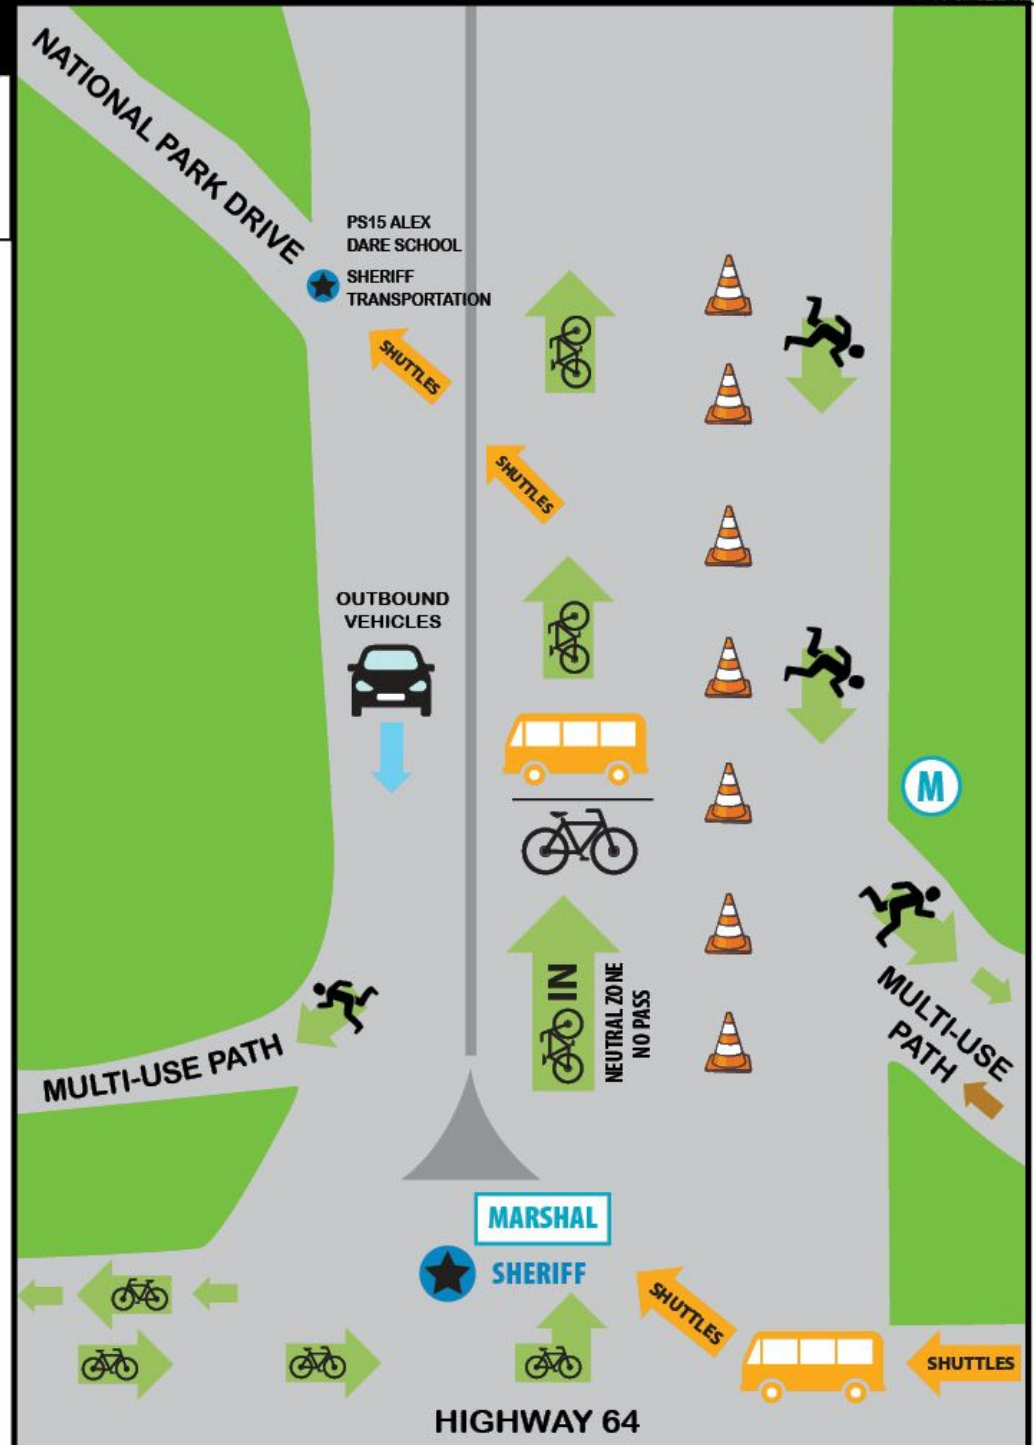 NATIONAL PARK DRIVE
PS15 ALEX
DARE SCHOOL
SHERIFF
TRANSPORTATION
SHUTTLES
SHUTTLES
OUTBOUND
VEHICLES
M
IN
NEUTRAL ZONE
NO PASS
MULTI-USE
PATH
MULTI-USE PATH
MARSHAL
SHERIFF
SHUTTLES
SHUTTLES
HIGHWAY 64